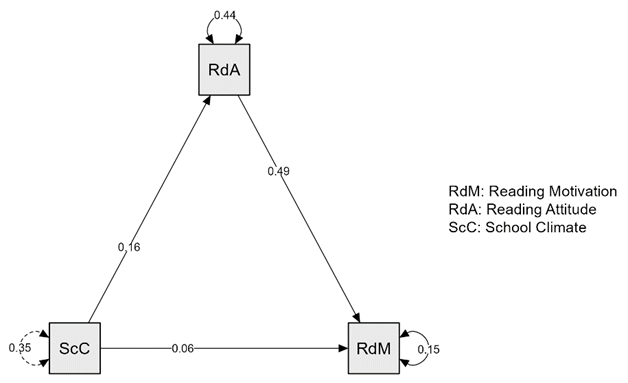 0.44
RdA
0.49
RdM: Reading Motivation
RdA: Reading Attitude
ScC: School Climate
0.16
0.35
ScC
0.06
RdM
0.15